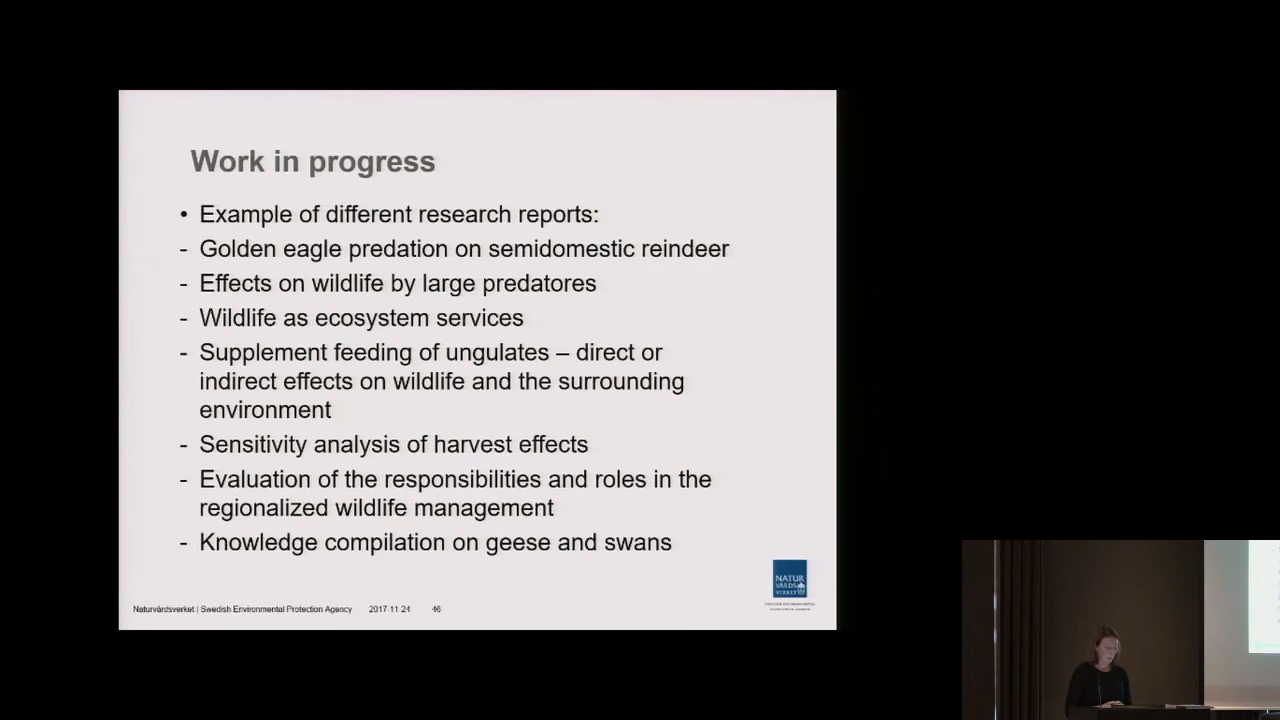 Work in progress
• Example of different research reports:
- Golden eagle predation on semidomestic reindeer
- Effects on wildlife by large predatores
- Wildlife as ecosystem services
- Supplement feeding of ungulates – direct or
indirect effects on wildlife and the surrounding
environment
- Sensitivity analysis of harvest effects
- Evaluation of the responsibilities and roles in the
regionalized wildlife management
- Knowledge compilation on geese and swans
Naturvårdsverket | Swedish Environmental Protection Agency 2017-11-24 46
NATUR
VÅRDS
VERKET